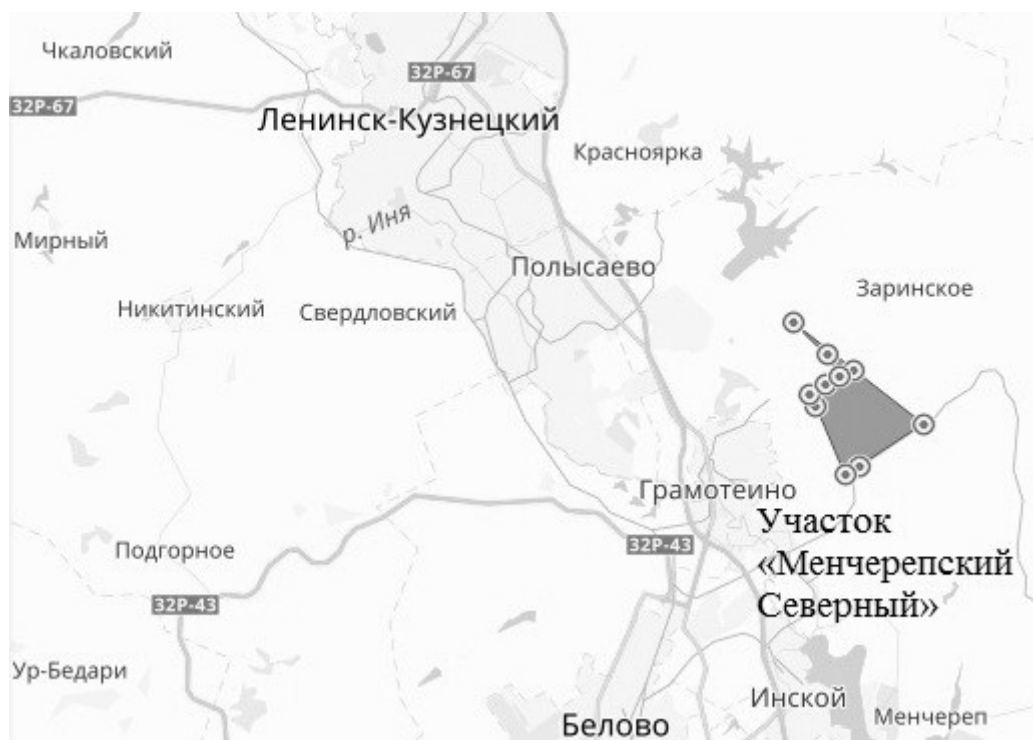 Чкаловский
32Р-67
32Р-67
Ленинск-Кузнецкий
Красноярка
р. Иня
Мирный
Полысаево
Заринское
Никитинский
Свердловский
Грамотеино
Участок
«Менчерепский
Северный»
Подгорное
32Р-43
32Р-43
Ур-Бедари
Инской
Белово
Менчереп